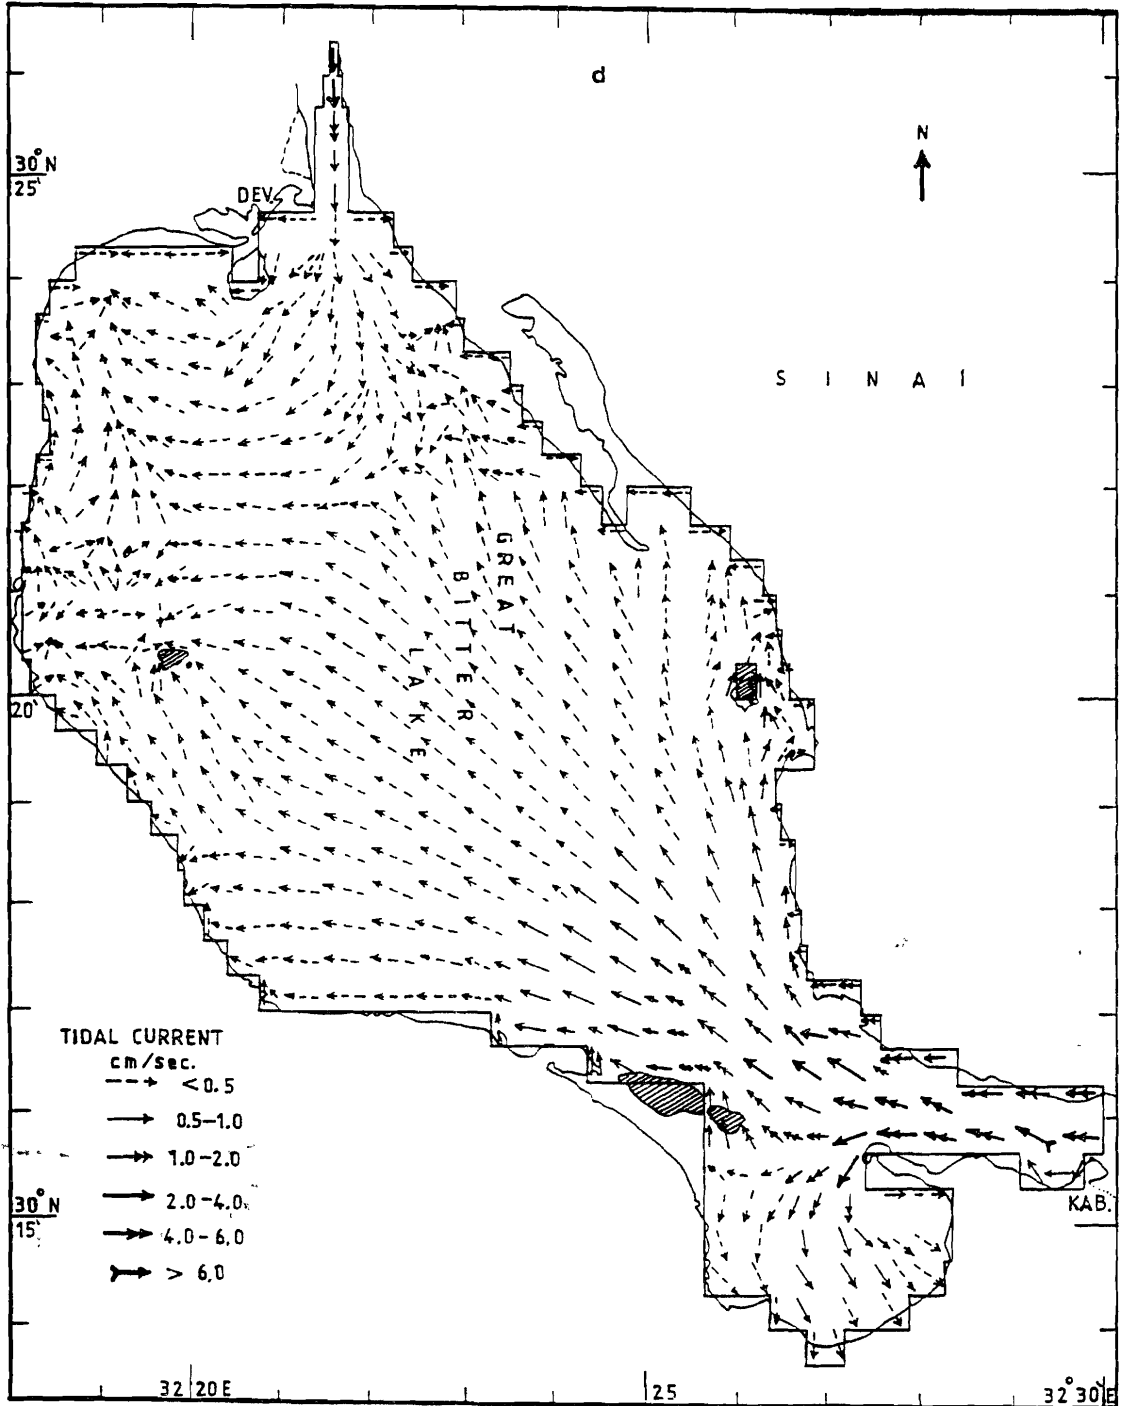 d
N
30°N
25'
DEV.
S I N A I
GREAT
BITTER
LAKE
20'
TIDAL CURRENT
cm/sec.
<0.5
0.5–1.0
1.0–2.0
2.0–4.0
4.0–6.0
> 6.0
30°N
15'
KAB.
32°20E
25
32°30'E